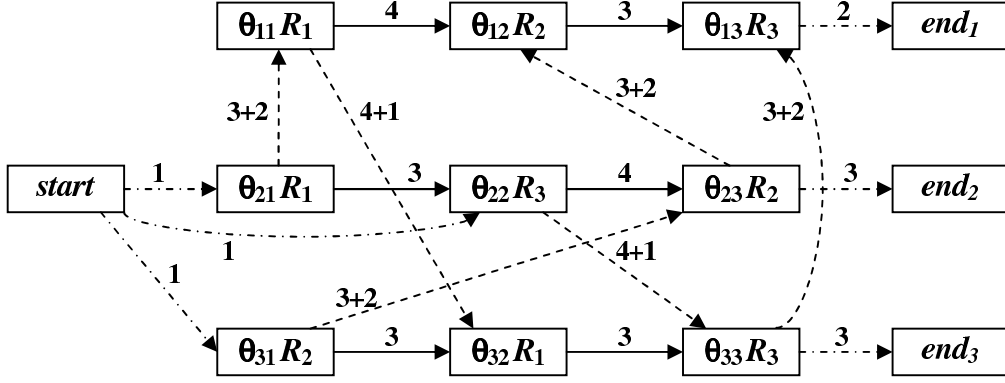 θ11R1 4 θ12R2 3 θ13R3 2 end1
3+2 4+1 3+2 3+2
start 1 θ21R1 3 θ22R3 4 θ23R2 3 end2
1 1 3+2 4+1
θ31R2 3 θ32R1 3 θ33R3 3 end3